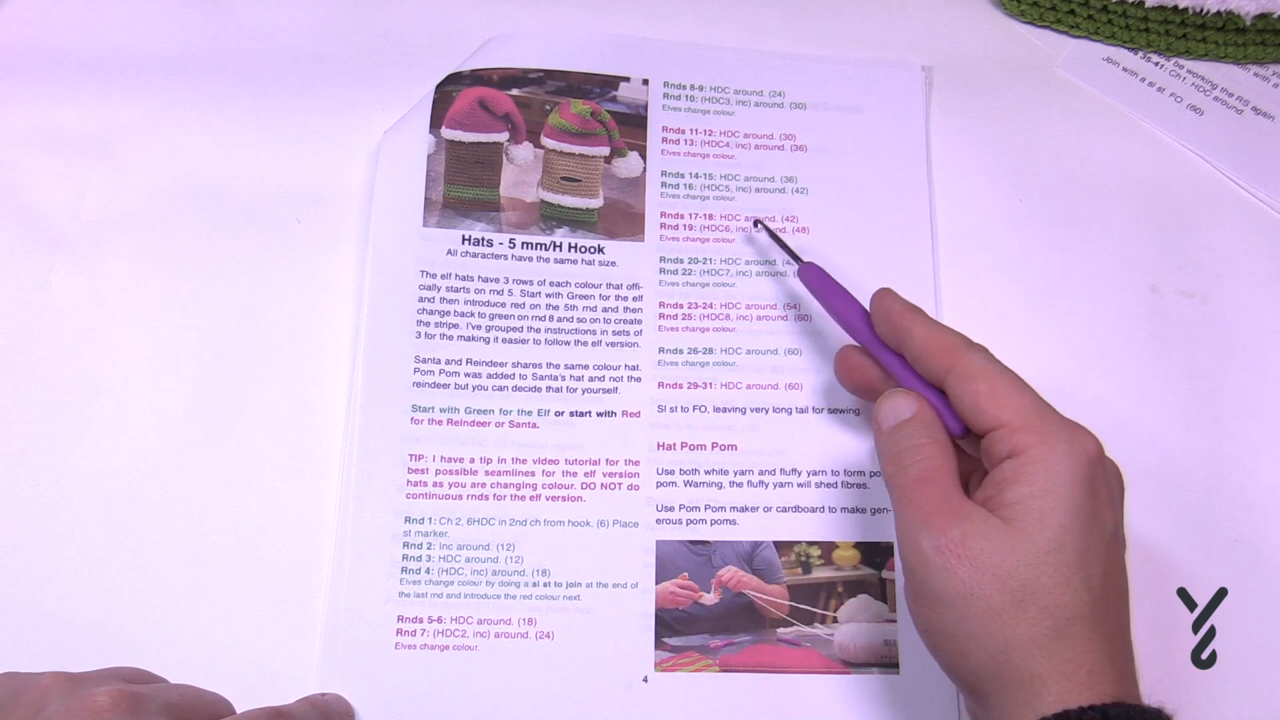 Hats - 5 mm/H Hook
All characters have the same hat size.
The elf hats have 3 rows of each colour that offi-
cially starts on rnd 5. Start with Green for the elf
and then introduce red on the 5th rnd and then
change back to green on rnd 8 and so on to create
the stripe. I've grouped the instructions in sets of
3 for the making it easier to follow the elf version.
Santa and Reindeer shares the same colour hat.
Pom Pom was added to Santa's hat and not the
reindeer but you can decide that for yourself.
Start with Green for the Elf or start with Red
for the Reindeer or Santa.
TIP: I have a tip in the video tutorial for the
best possible seamlines for the elf version
hats as you are changing colour. DO NOT do
continuous rnds for the elf version.
Rnd 1: Ch 2, 6HDC in 2nd ch from hook. (6) Place
st marker.
Rnd 2: Inc around. (12)
Rnd 3: HDC around. (12)
Rnd 4: (HDC, inc) around. (18)
Elves change colour by doing a sl st to join at the end of
the last rnd and introduce the red colour next.
Rnds 5-6: HDC around. (18)
Rnd 7: (HDC2, inc) around. (24)
Elves change colour.
Rnds 8-9: HDC around. (24)
Rnd 10: (HDC3, inc) around. (30)
Elves change colour.
Rnds 11-12: HDC around. (30)
Rnd 13: (HDC4, inc) around. (36)
Elves change colour.
Rnds 14-15: HDC around. (36)
Rnd 16: (HDC5, inc) around. (42)
Elves change colour.
Rnds 17-18: HDC around. (42)
Rnd 19: (HDC6, inc) around. (48)
Elves change colour.
Rnds 20-21: HDC around.
Rnd 22: (HDC7, inc) around.
Elves change colour.
Rnds 23-24: HDC around. (54)
Rnd 25: (HDC8, inc) around. (60)
Elves change colour.
Rnds 26-28: HDC around. (60)
Elves change colour.
Rnds 29-31: HDC around. (60)
Sl st to FO, leaving very long tail for sewing.
Hat Pom Pom
Use both white yarn and fluffy yarn to form
pom. Warning, the fluffy yarn will shed fibres.
Use Pom Pom maker or cardboard to make gen-
erous pom poms.
4
be working the RS again
35-41: Ch1. HDC around.
Join with a sl st. FO. (60)